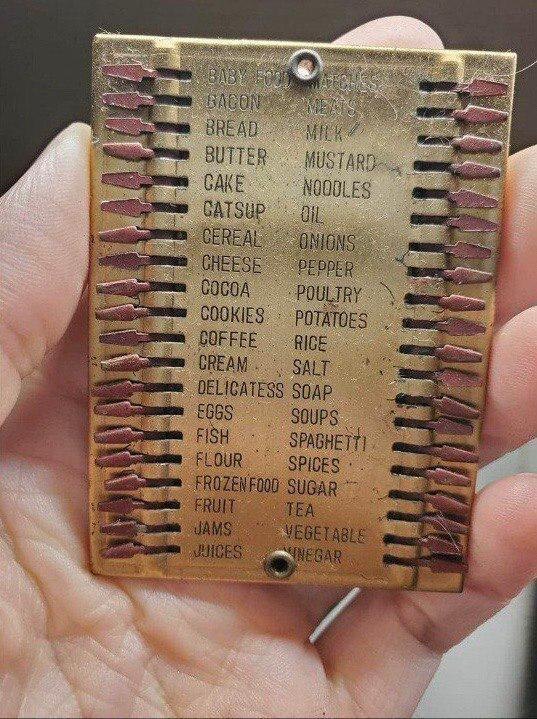 BABY FOOD MATCHES
BACON MEATS
BREAD MILK
BUTTER MUSTARD
CAKE NOODLES
CATSUP OIL
CEREAL ONIONS
CHEESE PEPPER
COCOA POULTRY
COOKIES POTATOES
COFFEE RICE
CREAM SALT
DELICATESS SOAP
EGGS SOUPS
FISH SPAGHETTI
FLOUR SPICES
FROZEN FOOD SUGAR
FRUIT TEA
JAMS VEGETABLE
JUICES VINEGAR